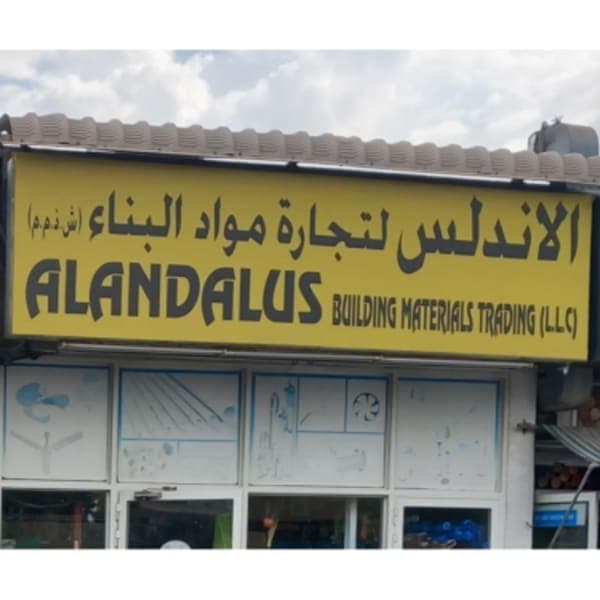 الاندلس لتجارة مواد البناء (ش.ذ.م.م)
ALANDALUS BUILDING MATERIALS TRADING (L.L.C)